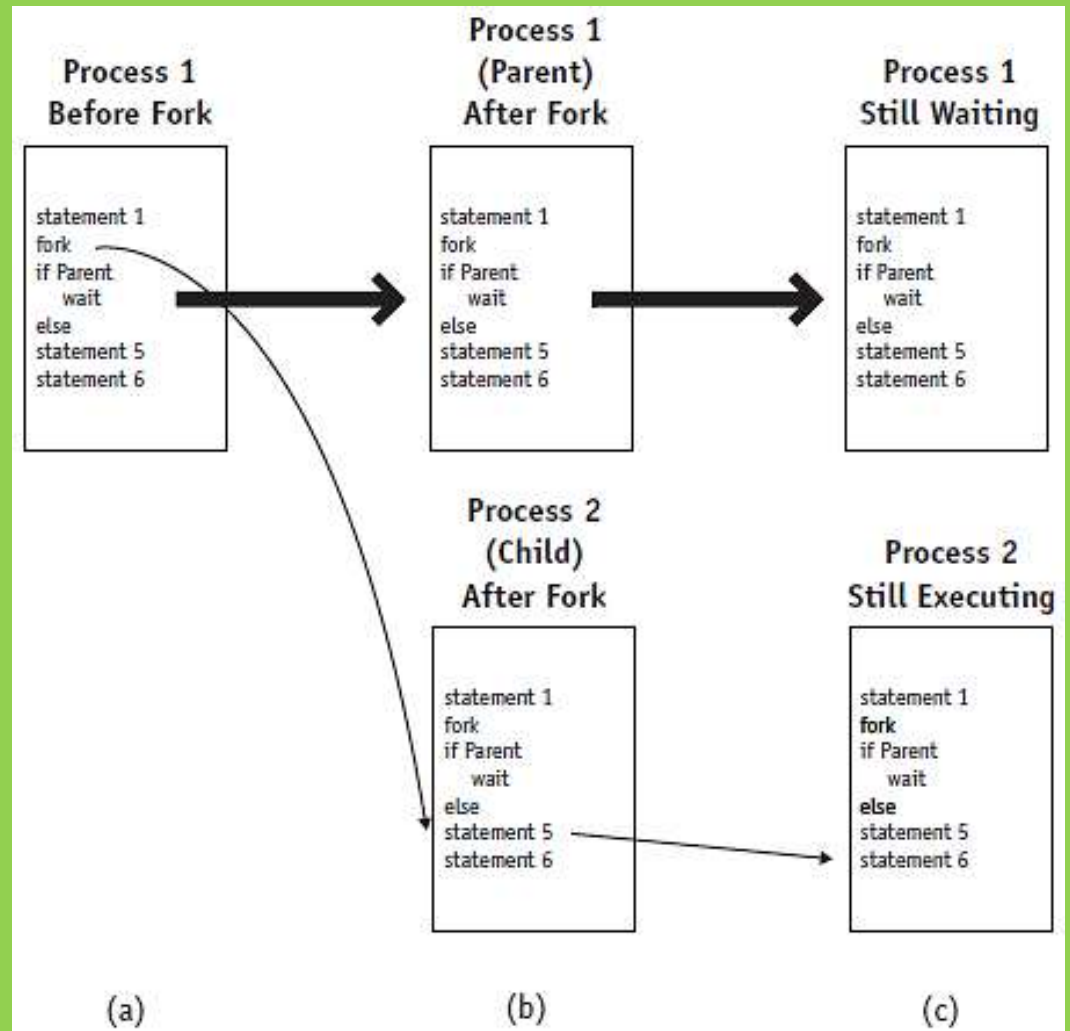 Process 1
Before Fork
statement 1
fork
if Parent
wait
else
statement 5
statement 6
Process 1
(Parent)
After Fork
statement 1
fork
if Parent
wait
else
statement 5
statement 6
Process 1
Still Waiting
statement 1
fork
if Parent
wait
else
statement 5
statement 6
Process 2
(Child)
After Fork
statement 1
fork
if Parent
wait
else
statement 5
statement 6
Process 2
Still Executing
statement 1
fork
if Parent
wait
else
statement 5
statement 6
(a)
(b)
(c)